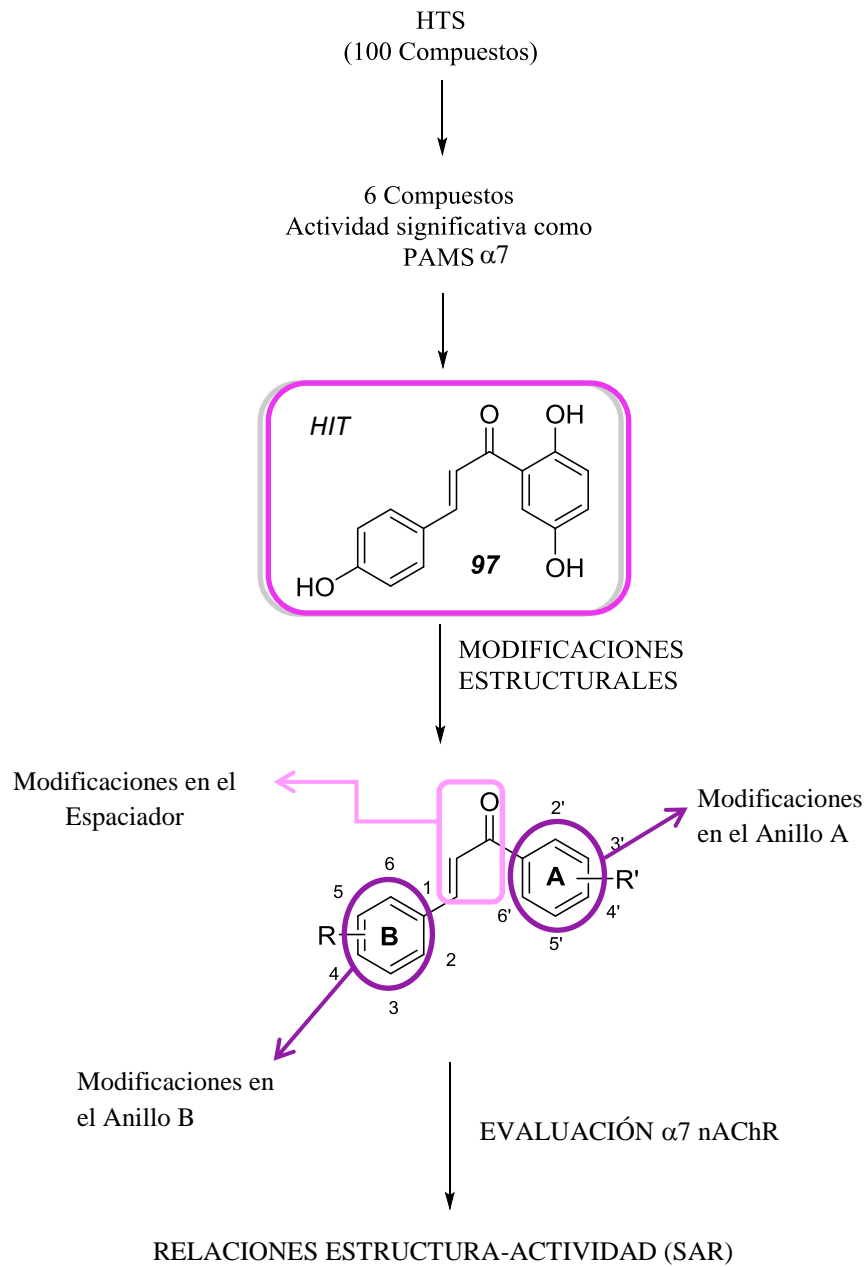 HTS
(100 Compuestos)
6 Compuestos
Actividad significativa como
PAMS α7
HIT
O
OH
HO
97
OH
MODIFICACIONES
ESTRUCTURALES
Modificaciones en el
Espaciador
O
2'
3'
Modificaciones
en el Anillo A
A
R'
4'
5'
6'
6
1
5
R
B
2
4
3
Modificaciones en
el Anillo B
EVALUACIÓN α7 nAChR
RELACIONES ESTRUCTURA-ACTIVIDAD (SAR)